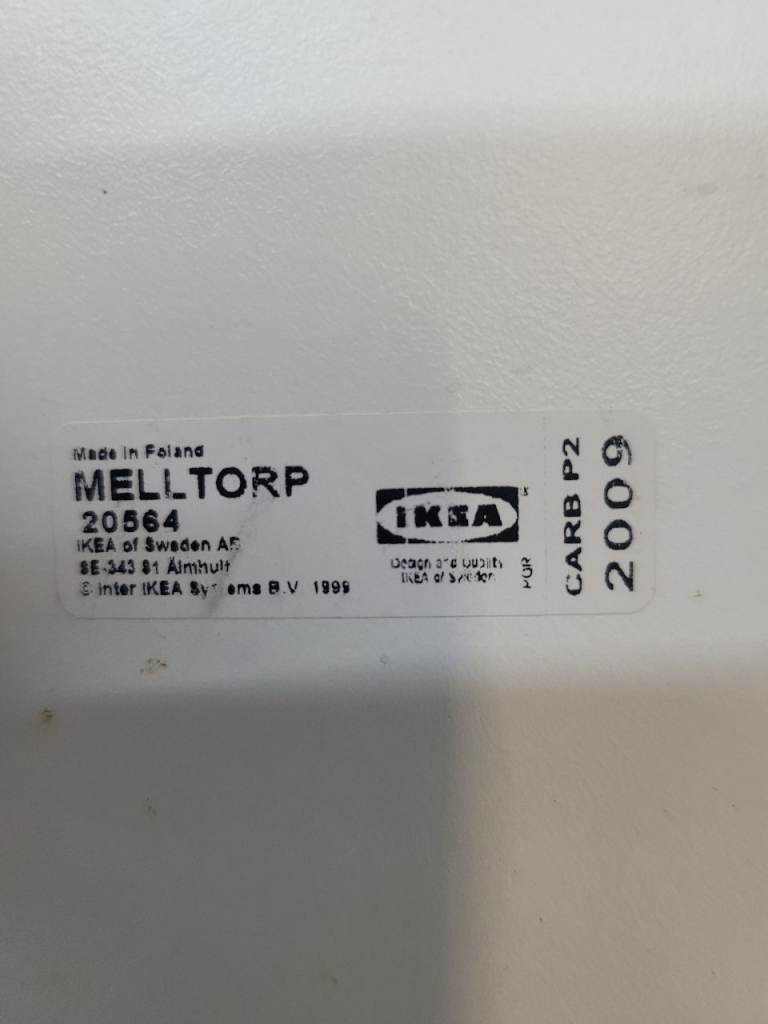 Made in Poland
MELLTORP
20564
IKEA of Sweden AB
SE-343 81 Älmhult
© Inter IKEA Systems B.V. 1999
IKEA
®
Design and Quality
IKEA of Sweden
PUR
CARB P2
2009